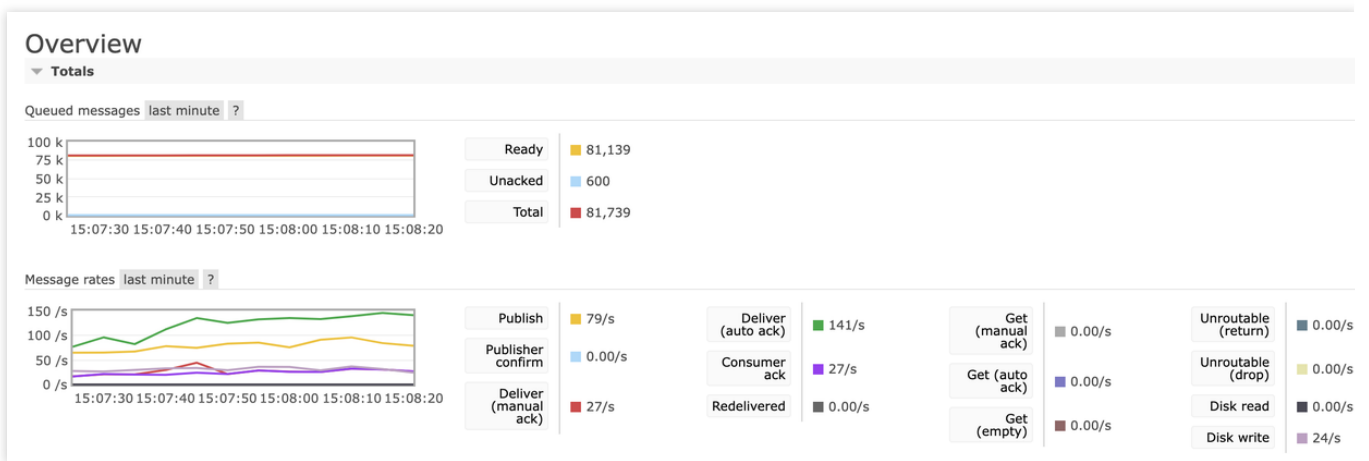 Overview
Totals
Queued messages last minute ?
100 k
75 k
50 k
25 k
0 k
15:07:30 15:07:40 15:07:50 15:08:00 15:08:10 15:08:20
Ready 81,139
Unacked 600
Total 81,739
Message rates last minute ?
150 /s
100 /s
50 /s
0 /s
15:07:30 15:07:40 15:07:50 15:08:00 15:08:10 15:08:20
Publish 79/s
Publisher
confirm 0.00/s
Deliver
(manual
ack) 27/s
Deliver
(auto ack) 141/s
Consumer
ack 27/s
Redelivered 0.00/s
Get
(manual
ack) 0.00/s
Get (auto
ack) 0.00/s
Get
(empty) 0.00/s
Unroutable
(return) 0.00/s
Unroutable
(drop) 0.00/s
Disk read 0.00/s
Disk write 24/s